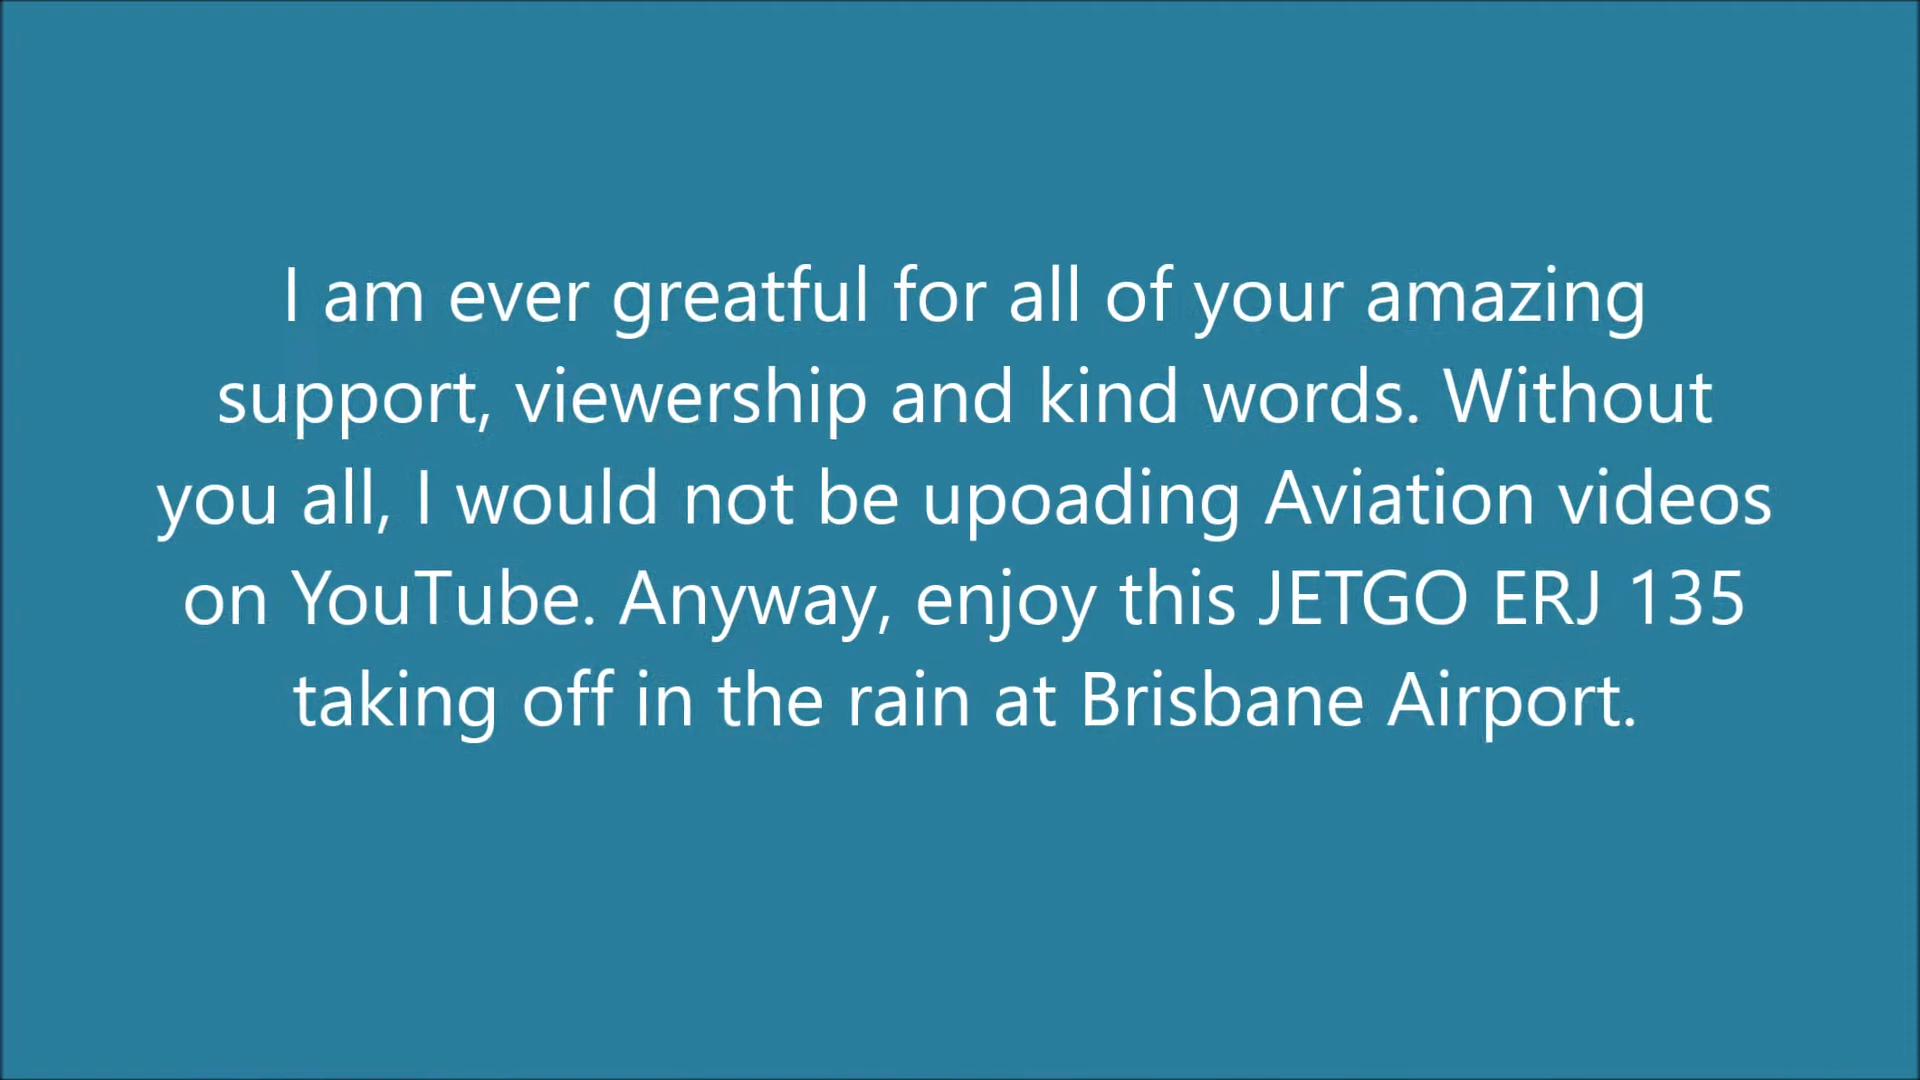 I am ever greatful for all of your amazing
support, viewership and kind words. Without
you all, I would not be upoading Aviation videos
on YouTube. Anyway, enjoy this JETGO ERJ 135
taking off in the rain at Brisbane Airport.